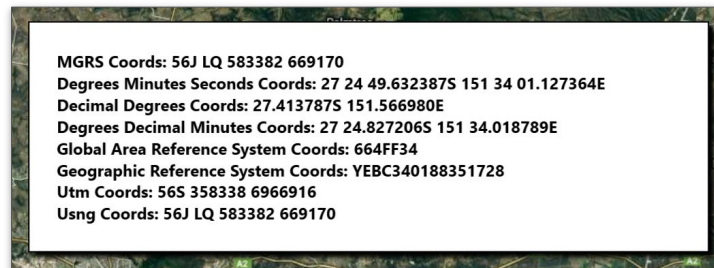 MGRS Coords: 56J LQ 583382 669170
Degrees Minutes Seconds Coords: 27 24 49.632387S 151 34 01.127364E
Decimal Degrees Coords: 27.413787S 151.566980E
Degrees Decimal Minutes Coords: 27 24.827206S 151 34.018789E
Global Area Reference System Coords: 664FF34
Geographic Reference System Coords: YEBC340188351728
Utm Coords: 56S 358338 6966916
Usng Coords: 56J LQ 583382 669170
A2
A2